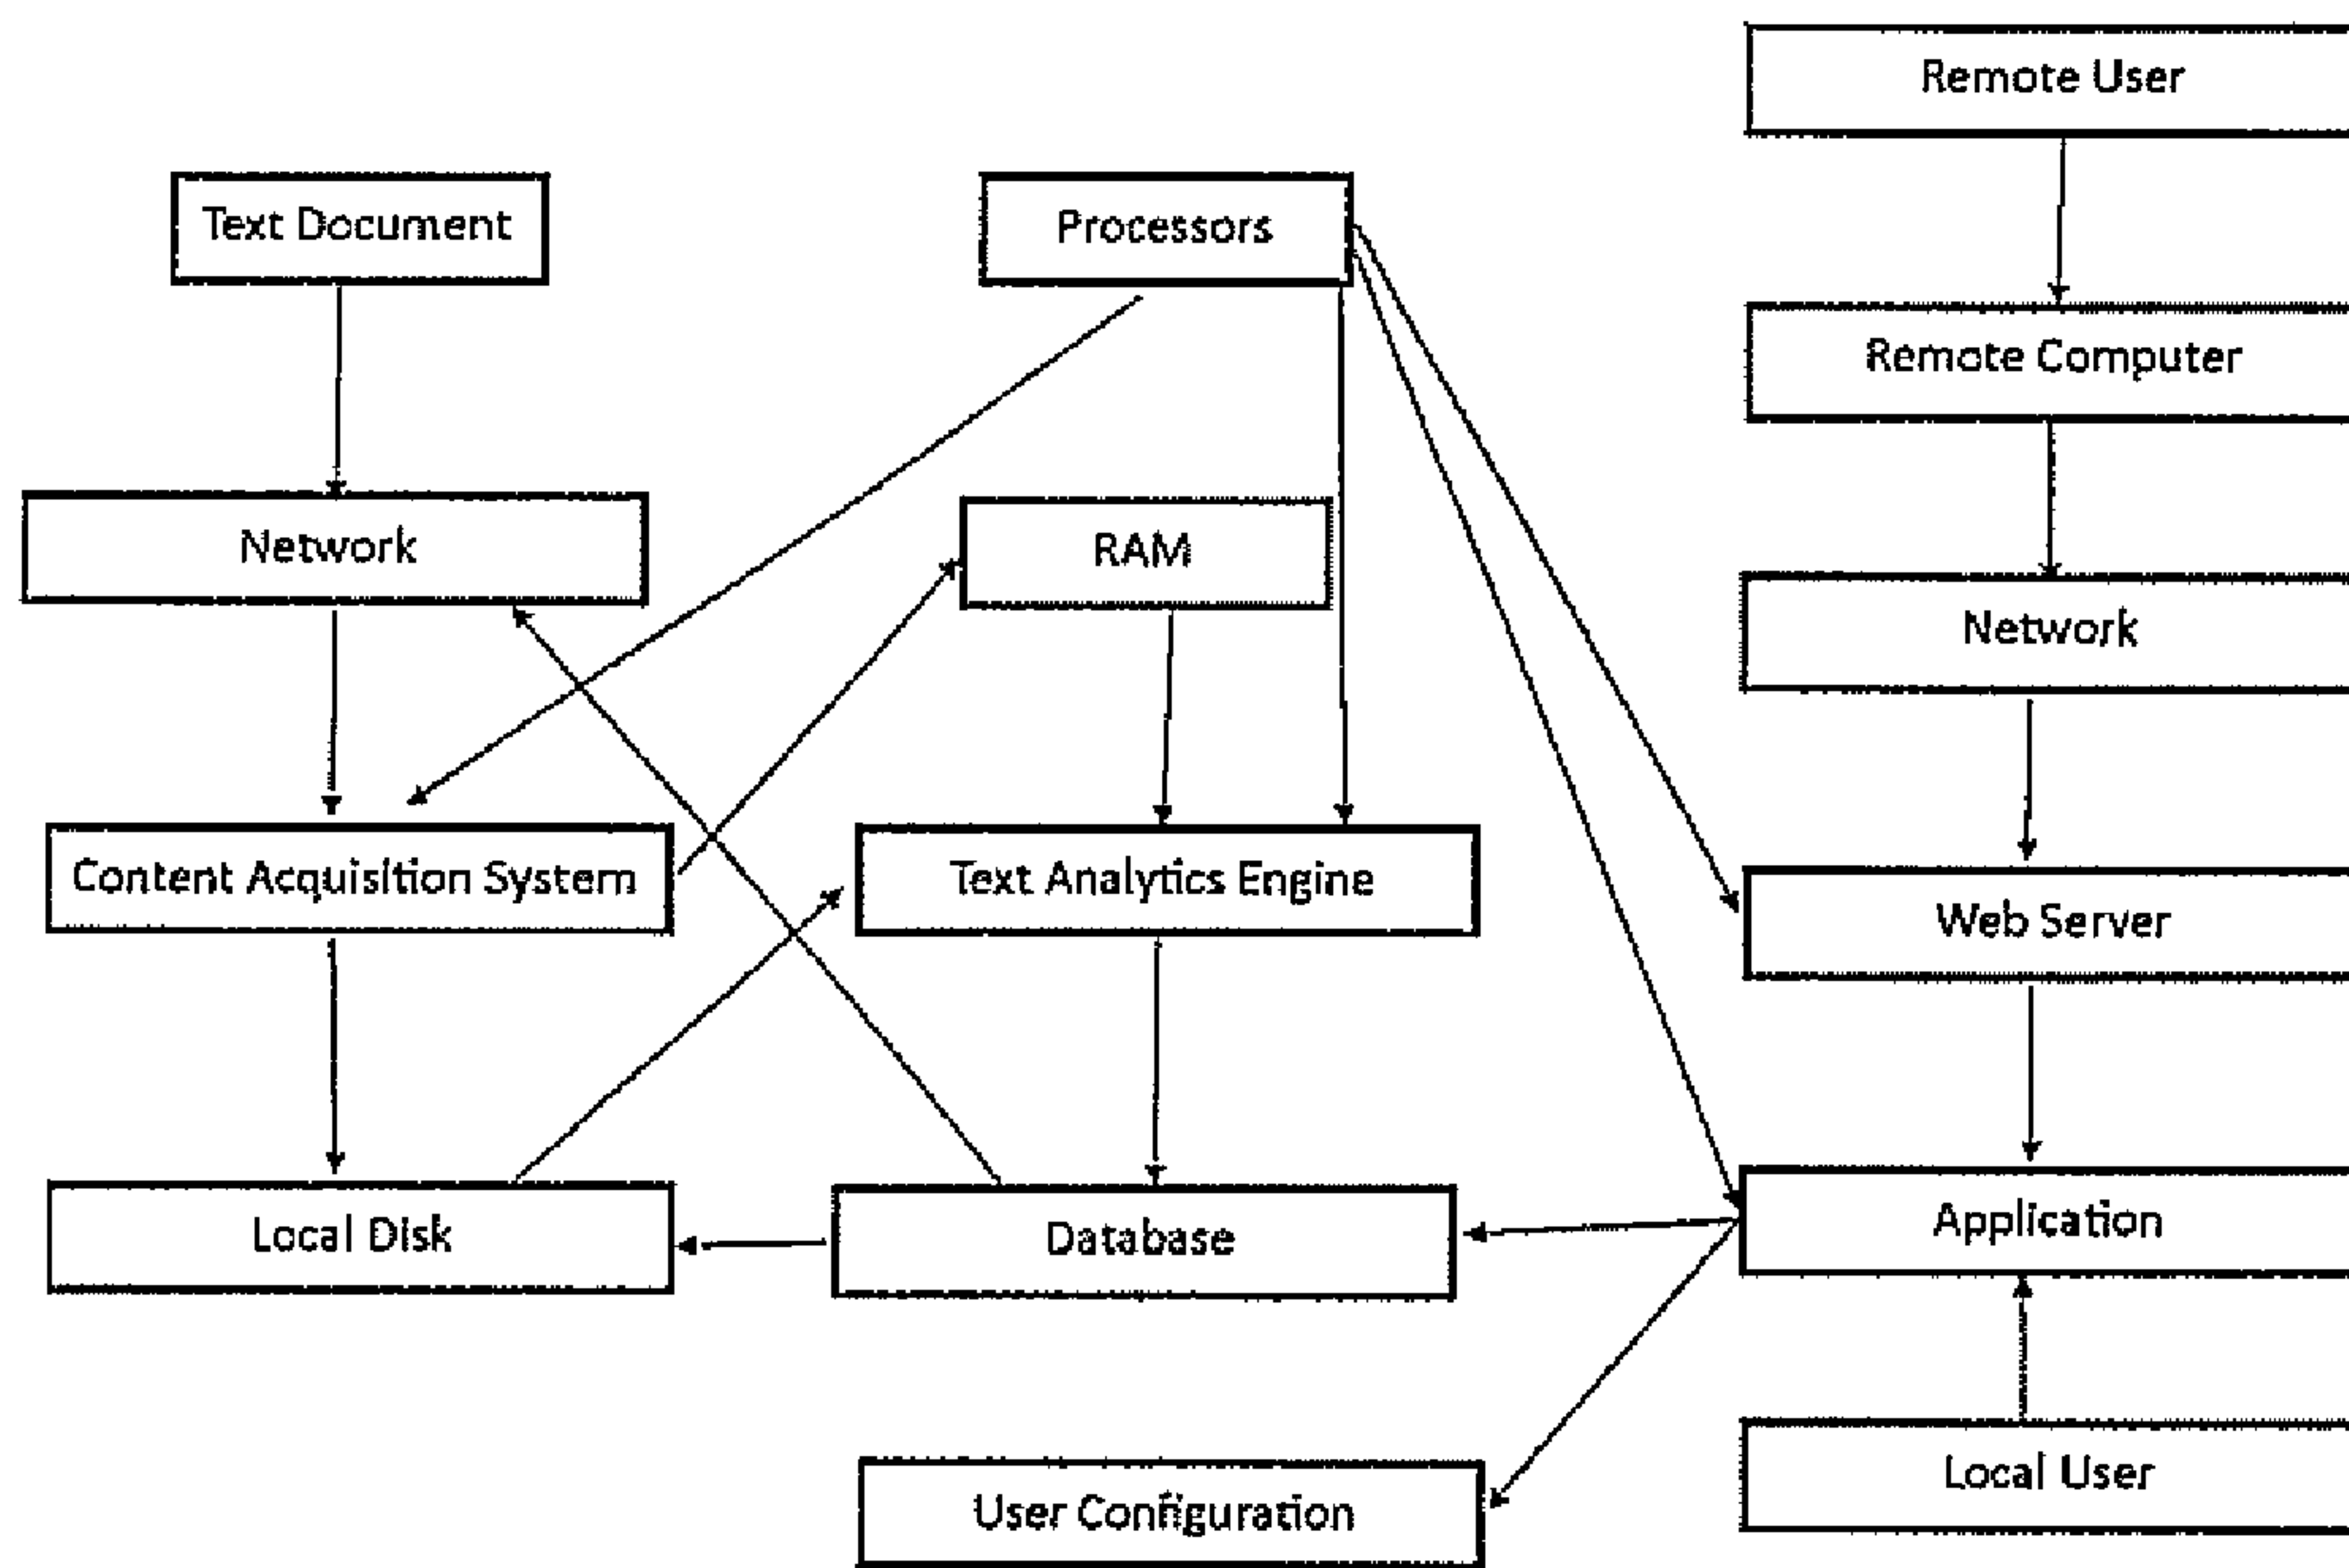 Remote User
Text Document
Processors
Remote Computer
Network
RAM
Network
Content Acquisition System
Text Analytics Engine
Web Server
Local Disk
Database
Application
User Configuration
Local User